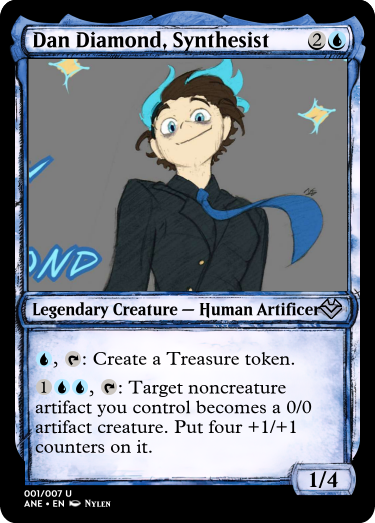 Dan Diamond, Synthesist 2
OND
Legendary Creature — Human Artificer
, : Create a Treasure token.
1 , : Target noncreature
artifact you control becomes a 0/0
artifact creature. Put four +1/+1
counters on it.
1/4
001/007 U
ANE • EN Nylen